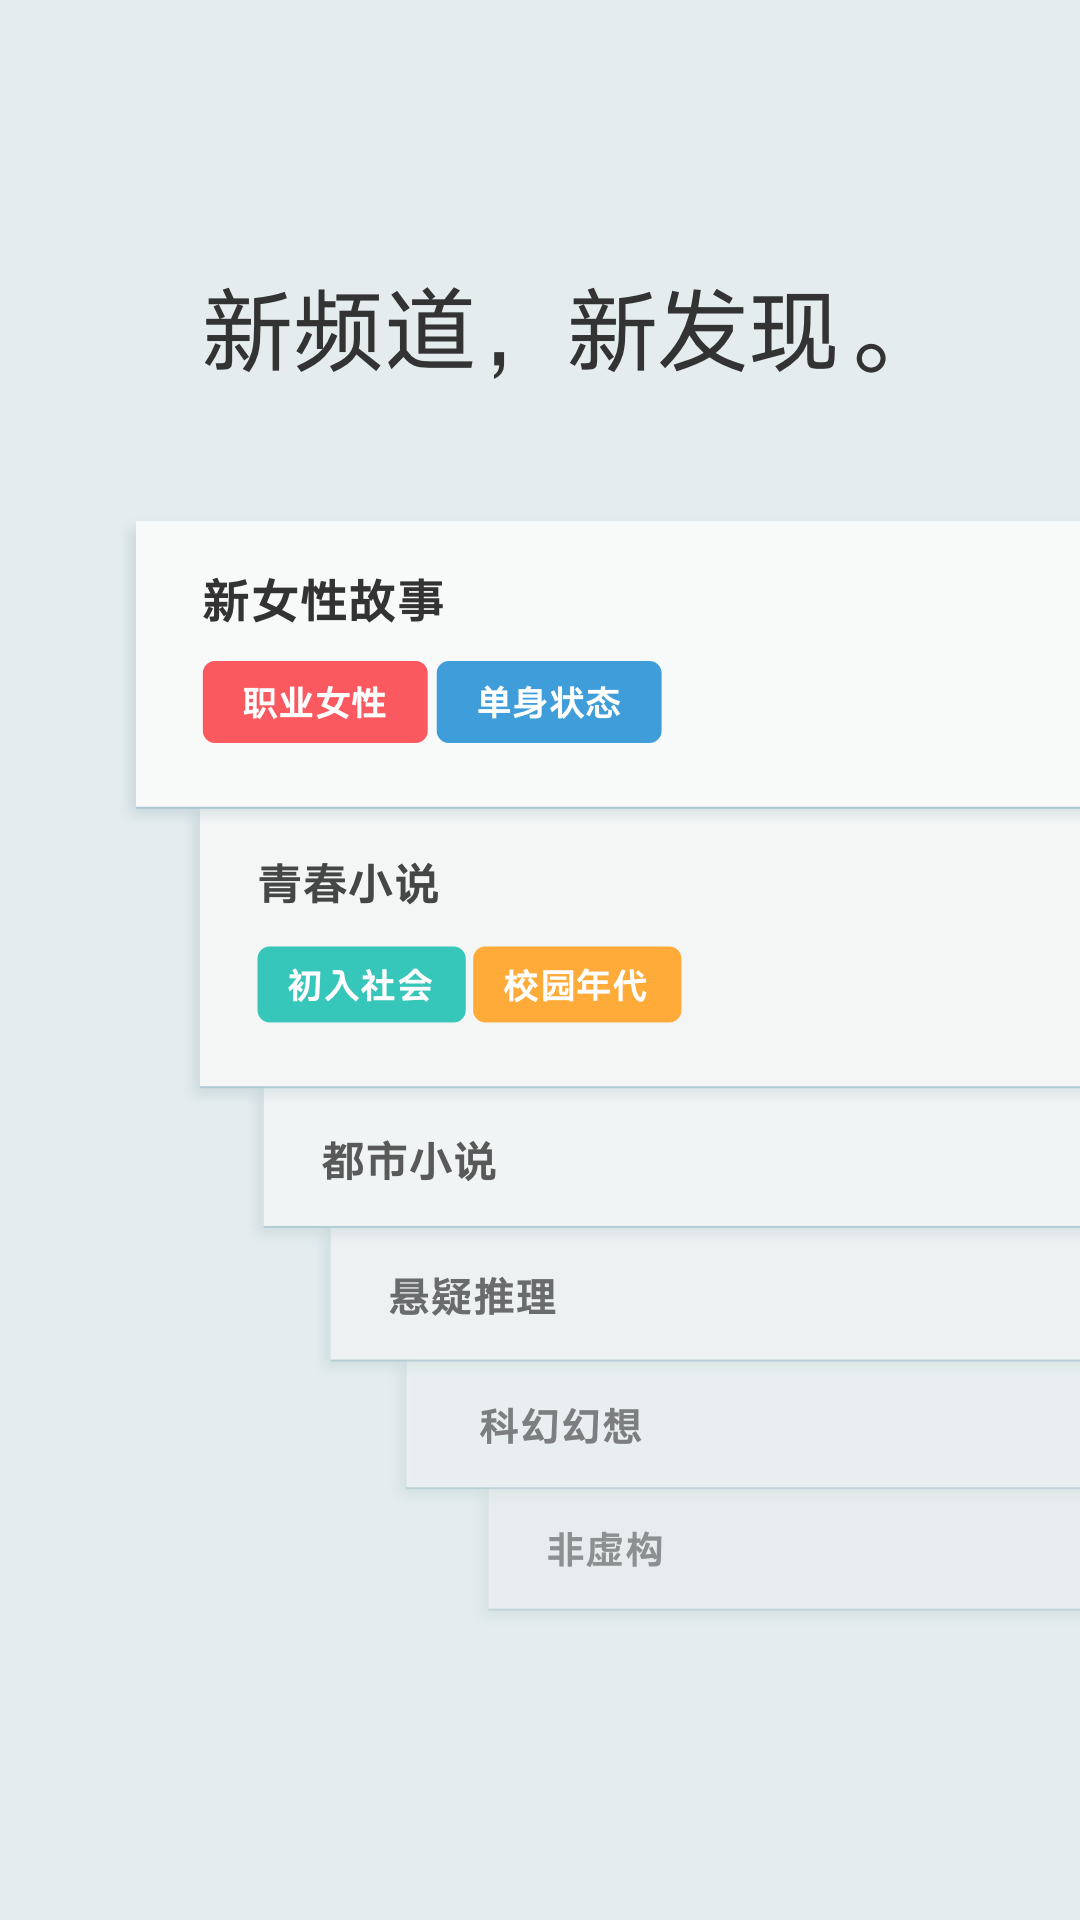 新频道，新发现。
新女性故事
职业女性 单身状态
青春小说
初入社会 校园年代
都市小说
悬疑推理
科幻幻想
非虚构